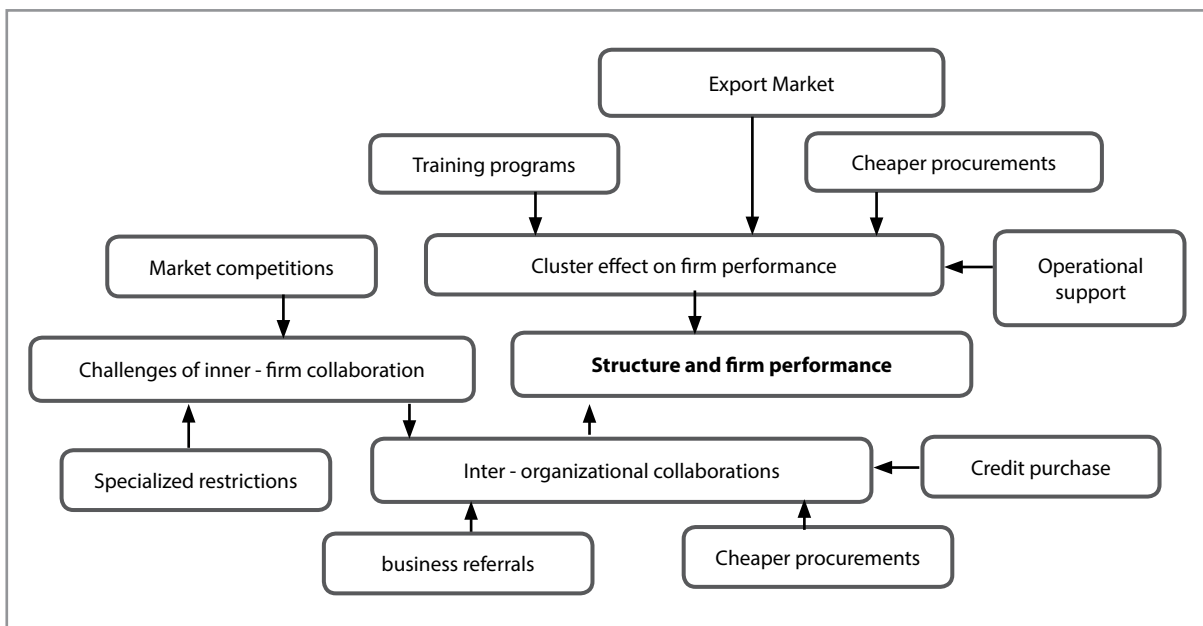 Export Market
Training programs
Cheaper procurements
Market competitions
Cluster effect on firm performance
Operational
support
Challenges of inner - firm collaboration
Structure and firm performance
Specialized restrictions
Inter - organizational collaborations
Credit purchase
business referrals
Cheaper procurements